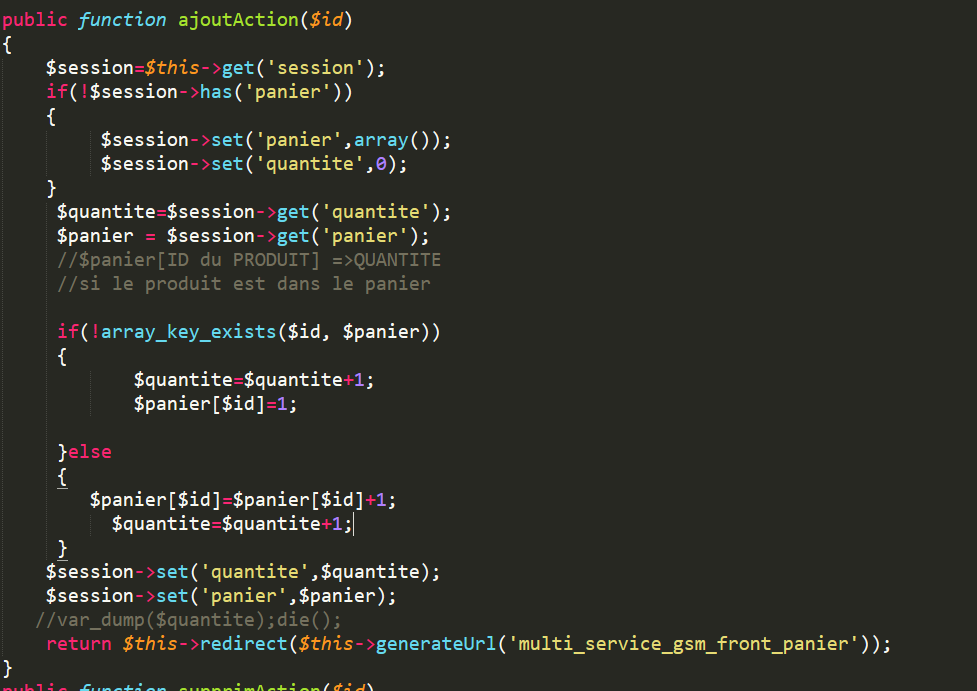 public function ajoutAction($id)
{
$session=$this->get('session');
if(!$session->has('panier'))
{
$session->set('panier',array());
$session->set('quantite',0);
}
$quantite=$session->get('quantite');
$panier = $session->get('panier');
//$panier[ID du PRODUIT] =>QUANTITE
//si le produit est dans le panier
if(!array_key_exists($id, $panier))
{
$quantite=$quantite+1;
$panier[$id]=1;
}else
{
$panier[$id]=$panier[$id]+1;
$quantite=$quantite+1;
}
$session->set('quantite',$quantite);
$session->set('panier',$panier);
//var_dump($quantite);die();
return $this->redirect($this->generateUrl('multi_service_gsm_front_panier'));
}
public function supprimAction($id)